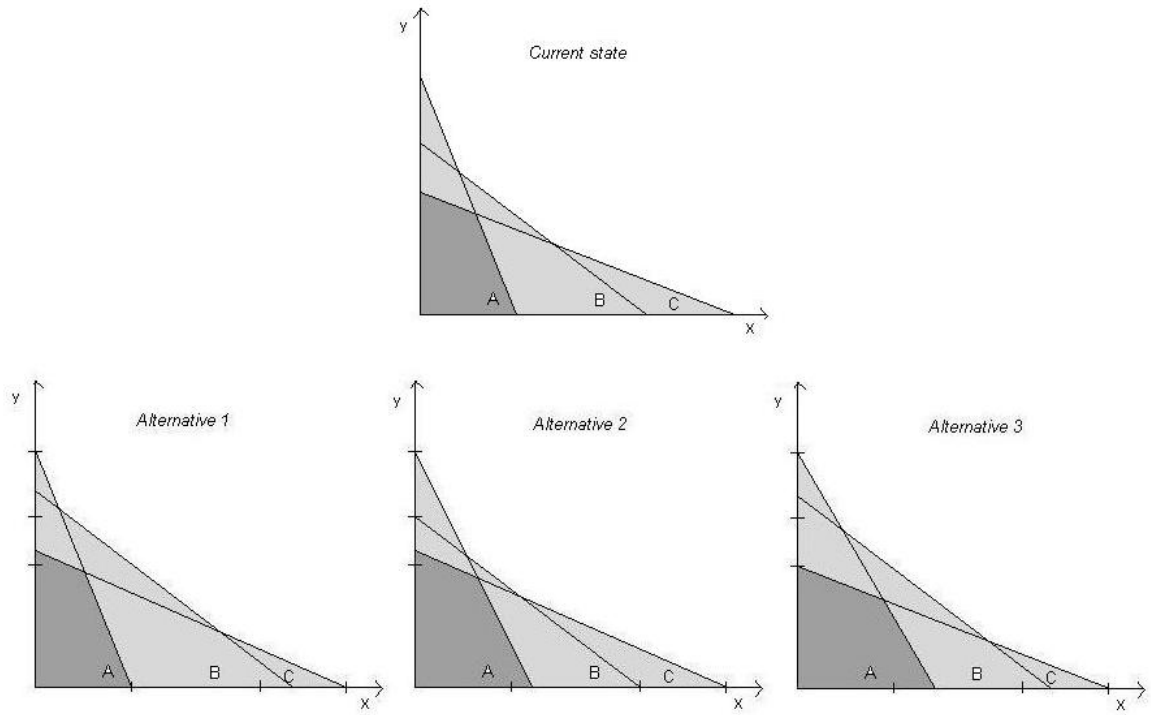 y
Current state
A
B
C
x
y
Alternative 1
A
B
C
x
y
Alternative 2
A
B
C
x
y
Alternative 3
A
B
C
x